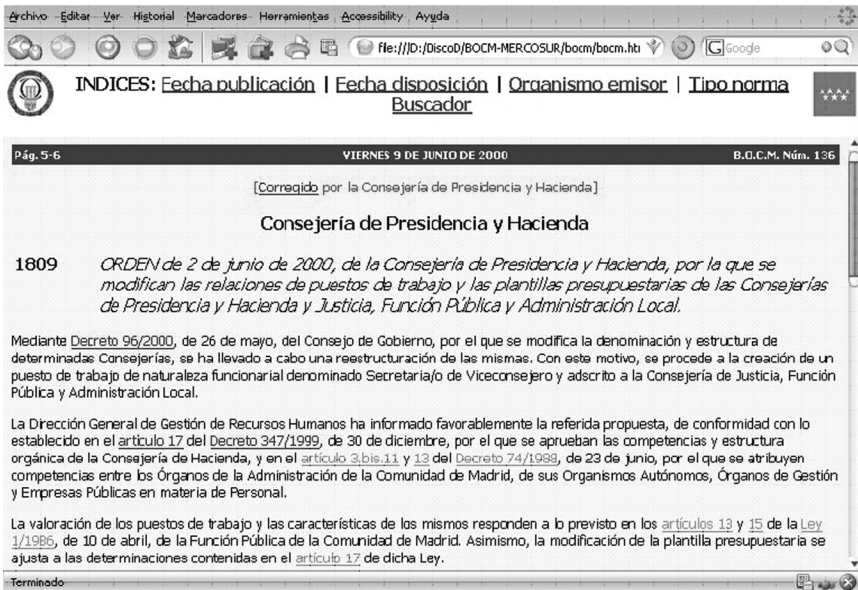 Archivo Editar Ver Historial Marcadores Herramientas Accessibility Ayuda
file:///D:/DiscoD/BOCM-MERCOSUR/bocm/bocm.htm Google
INDICES: Fecha publicación | Fecha disposición | Organismo emisor | Tipo norma
Buscador
Pág. 5-6 VIERNES 9 DE JUNIO DE 2000 B.O.C.M. Núm. 136
[Corregido por la Consejería de Presidencia y Hacienda]
Consejería de Presidencia y Hacienda
1809 ORDEN de 2 de junio de 2000, de la Consejería de Presidencia y Hacienda, por la que se
modifican las relaciones de puestos de trabajo y las plantillas presupuestarias de las Consejerías
de Presidencia y Hacienda y Justicia, Función Pública y Administración Local.
Mediante Decreto 96/2000, de 26 de mayo, del Consejo de Gobierno, por el que se modifica la denominación y estructura de
determinadas Consejerías, se ha llevado a cabo una reestructuración de las mismas. Con este motivo, se procede a la creación de un
puesto de trabajo de naturaleza funcionarial denominado Secretaria/o de Viceconsejero y adscrito a la Consejería de Justicia, Función
Pública y Administración Local.
La Dirección General de Gestión de Recursos Humanos ha informado favorablemente la referida propuesta, de conformidad con lo
establecido en el artículo 17 del Decreto 347/1999, de 30 de diciembre, por el que se aprueban las competencias y estructura
orgánica de la Consejería de Hacienda, y en el artículo 3.bis.11 y 13 del Decreto 74/1988, de 23 de junio, por el que se atribuyen
competencias entre los Órganos de la Administración de la Comunidad de Madrid, de sus Organismos Autónomos, Órganos de Gestión
y Empresas Públicas en materia de Personal.
La valoración de los puestos de trabajo y las características de los mismos responden a lo previsto en los artículos 13 y 15 de la Ley
1/1986, de 10 de abril, de la Función Pública de la Comunidad de Madrid. Asimismo, la modificación de la plantilla presupuestaria se
ajusta a las determinaciones contenidas en el artículo 17 de dicha Ley.
Terminado